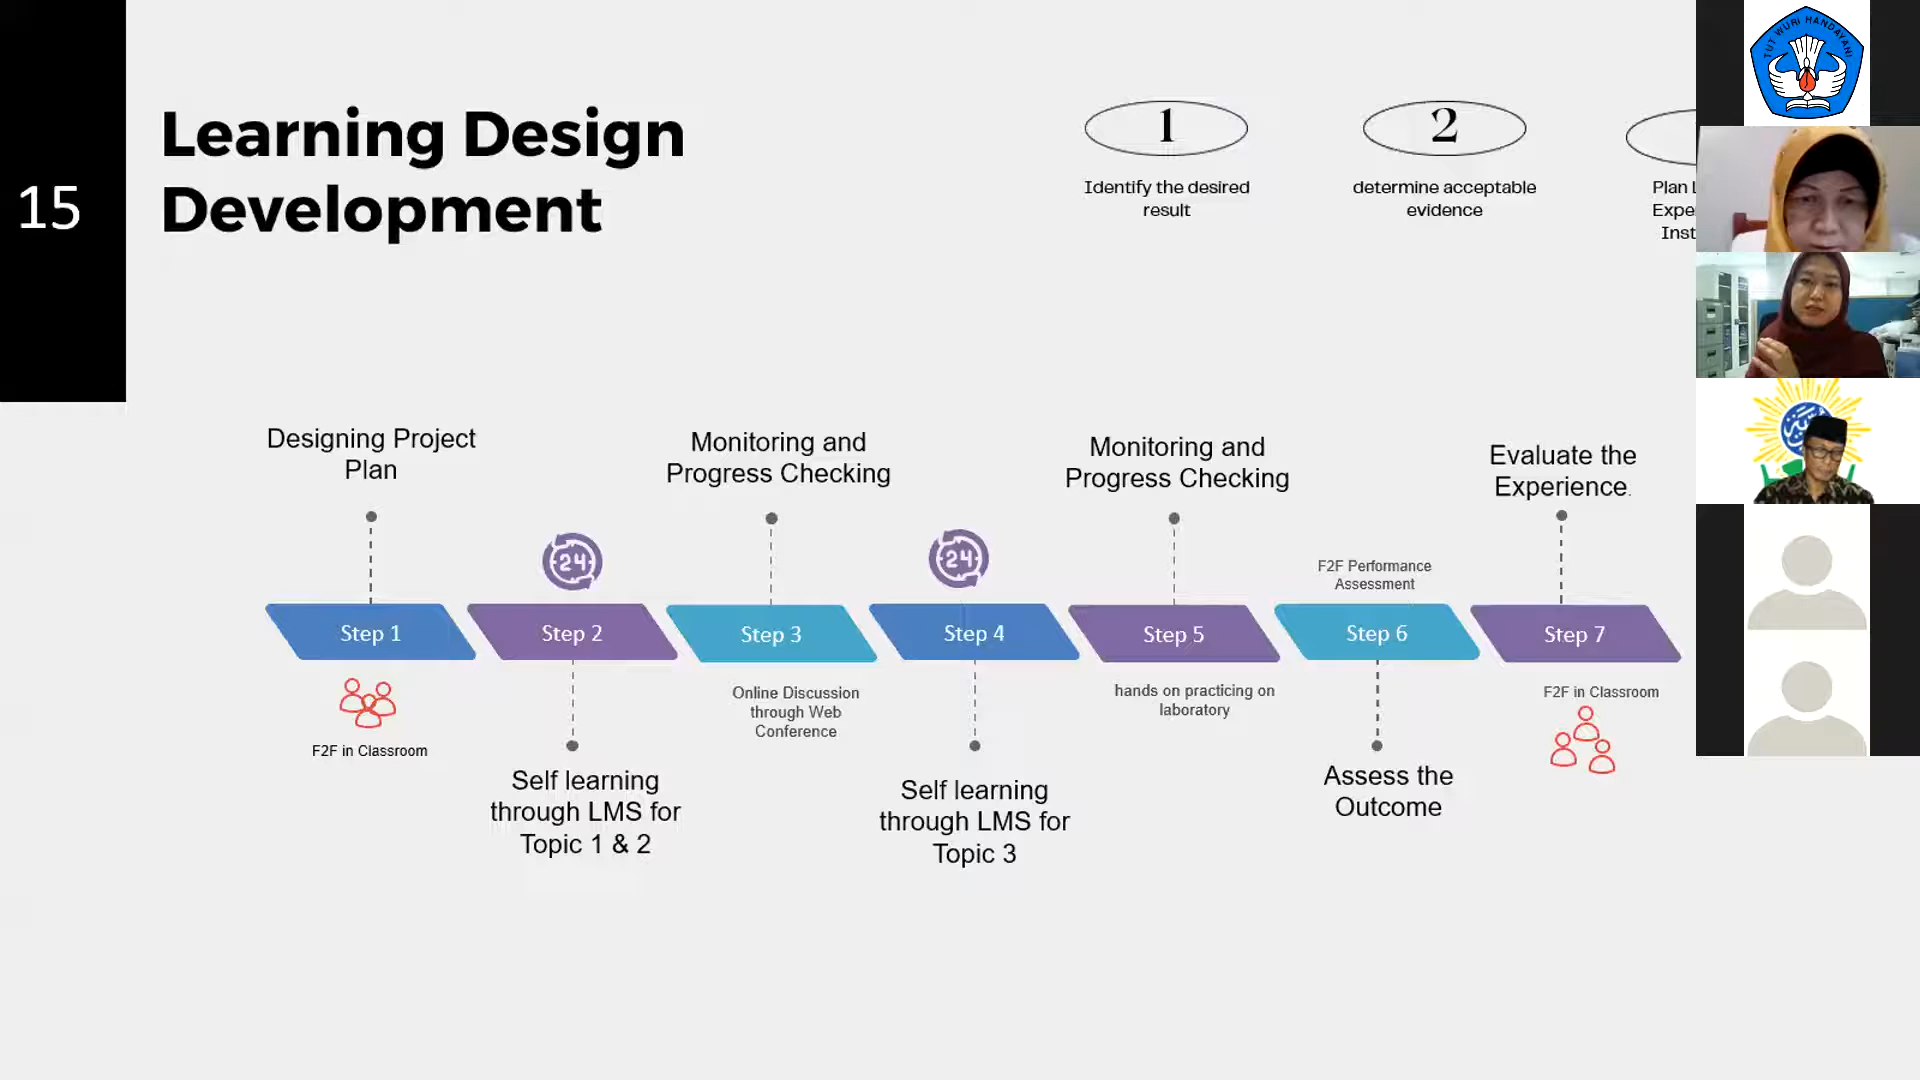 15
Learning Design
Development
1
Identify the desired
result
2
determine acceptable
evidence
Plan
Inst
TUT WURI HANDAYANI
Designing Project
Plan
Monitoring and
Progress Checking
Monitoring and
Progress Checking
Evaluate the
Experience.
24
24
F2F Performance
Assessment
Step 1
Step 2
Step 3
Step 4
Step 5
Step 6
Step 7
F2F in Classroom
Online Discussion
through Web
Conference
hands on practicing on
laboratory
F2F in Classroom
Self learning
through LMS for
Topic 1 & 2
Self learning
through LMS for
Topic 3
Assess the
Outcome